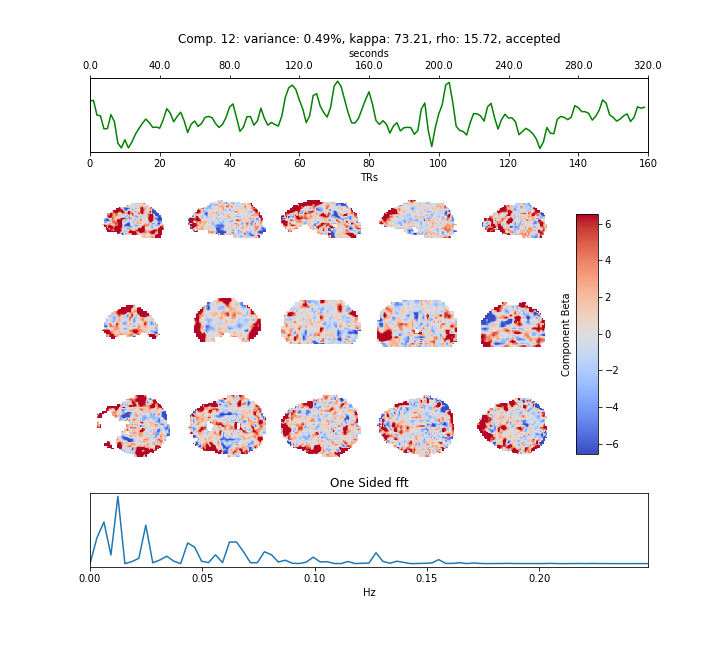 Comp. 12: variance: 0.49%, kappa: 73.21, rho: 15.72, accepted
seconds
0.0 40.0 80.0 120.0 160.0 200.0 240.0 280.0 320.0
0 20 40 60 80 100 120 140 160
TRs
6
4
2
0
−2
−4
−6
Component Beta
One Sided fft
0.00 0.05 0.10 0.15 0.20
Hz